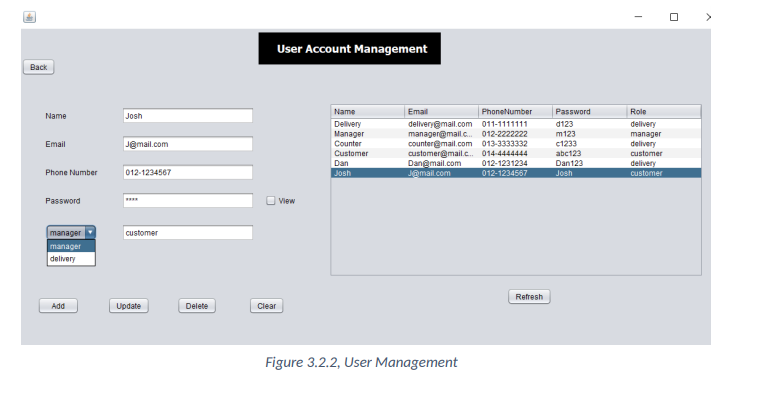 User Account Management
Back
Name Josh
Email J@mail.com
Phone Number 012-1234567
Password **** View
manager customer
manager
delivery
Add Update Delete Clear
Name Email PhoneNumber Password Role
Delivery delivery@mail.com 011-1111111 d123 delivery
Manager manager@mail.c... 012-2222222 m123 manager
Counter counter@mail.com 013-3333332 c1233 delivery
Customer customer@mail.c... 014-4444444 abc123 customer
Dan Dan@mail.com 012-1231234 Dan123 delivery
Josh J@mail.com 012-1234567 Josh customer
Refresh
Figure 3.2.2, User Management